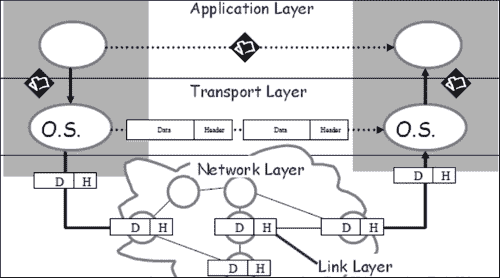 Application Layer
Transport Layer
O.S.
Data Header Data Header
O.S.
Network Layer
D H
D H
D H
D H
D H
D H
Link Layer